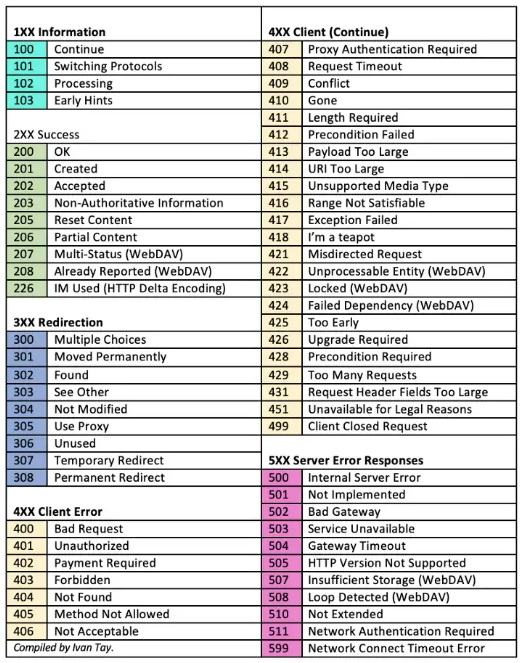 1XX Information
100 Continue
101 Switching Protocols
102 Processing
103 Early Hints
2XX Success
200 OK
201 Created
202 Accepted
203 Non-Authoritative Information
205 Reset Content
206 Partial Content
207 Multi-Status (WebDAV)
208 Already Reported (WebDAV)
226 IM Used (HTTP Delta Encoding)
3XX Redirection
300 Multiple Choices
301 Moved Permanently
302 Found
303 See Other
304 Not Modified
305 Use Proxy
306 Unused
307 Temporary Redirect
308 Permanent Redirect
4XX Client Error
400 Bad Request
401 Unauthorized
402 Payment Required
403 Forbidden
404 Not Found
405 Method Not Allowed
406 Not Acceptable
Compiled by Ivan Tay.
4XX Client (Continue)
407 Proxy Authentication Required
408 Request Timeout
409 Conflict
410 Gone
411 Length Required
412 Precondition Failed
413 Payload Too Large
414 URI Too Large
415 Unsupported Media Type
416 Range Not Satisfiable
417 Exception Failed
418 I'm a teapot
421 Misdirected Request
422 Unprocessable Entity (WebDAV)
423 Locked (WebDAV)
424 Failed Dependency (WebDAV)
425 Too Early
426 Upgrade Required
428 Precondition Required
429 Too Many Requests
431 Request Header Fields Too Large
451 Unavailable for Legal Reasons
499 Client Closed Request
5XX Server Error Responses
500 Internal Server Error
501 Not Implemented
502 Bad Gateway
503 Service Unavailable
504 Gateway Timeout
505 HTTP Version Not Supported
507 Insufficient Storage (WebDAV)
508 Loop Detected (WebDAV)
510 Not Extended
511 Network Authentication Required
599 Network Connect Timeout Error